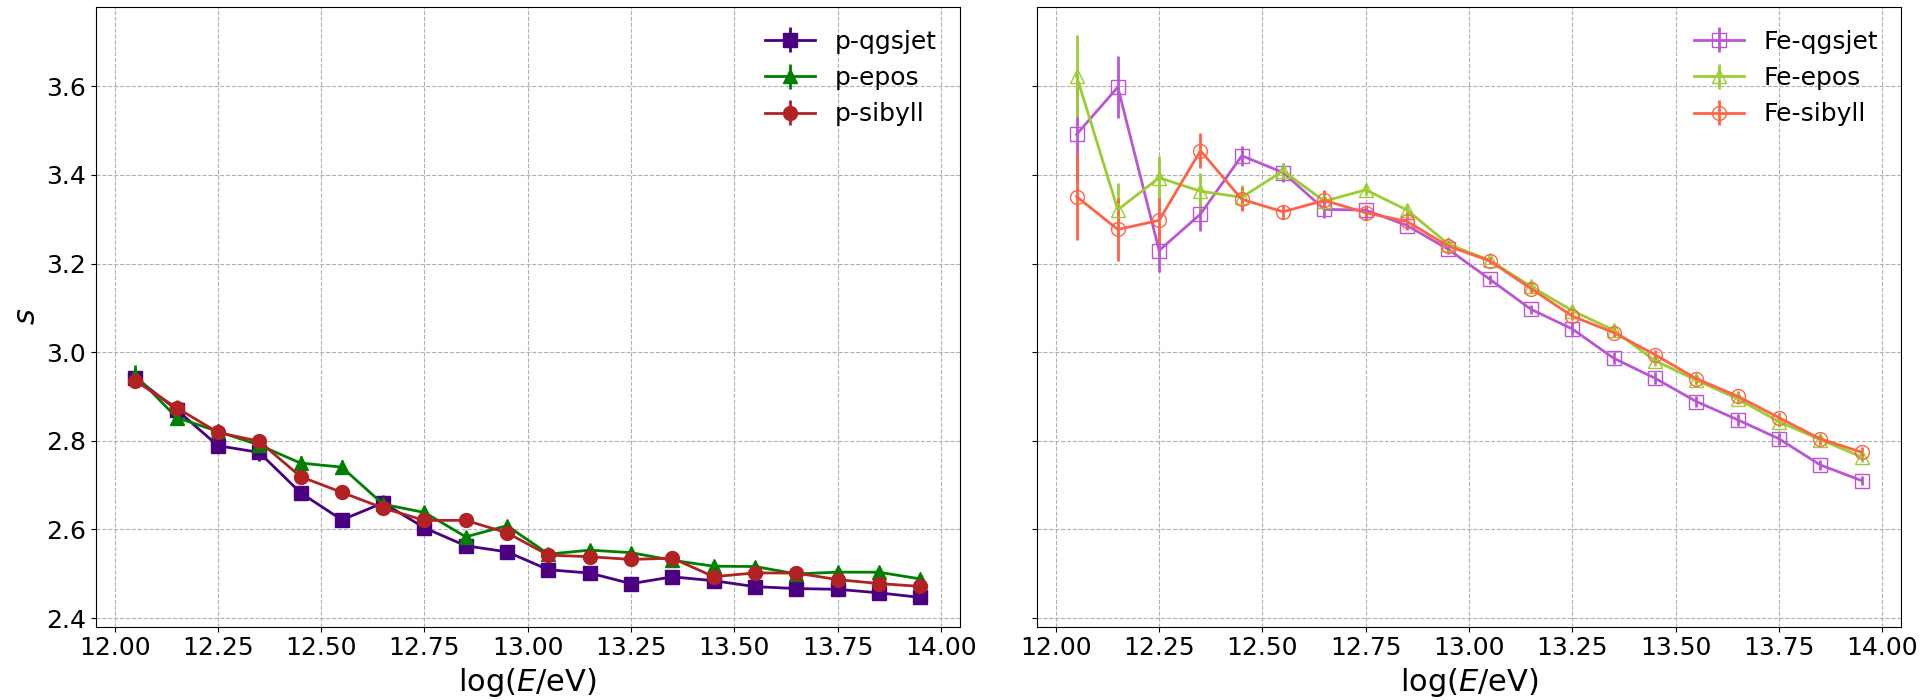 p-qgsjet
p-epos
p-sibyll
3.6
3.4
3.2
3.0
2.8
2.6
2.4
s
12.00 12.25 12.50 12.75 13.00 13.25 13.50 13.75 14.00
log(E/eV)
Fe-qgsjet
Fe-epos
Fe-sibyll
12.00 12.25 12.50 12.75 13.00 13.25 13.50 13.75 14.00
log(E/eV)